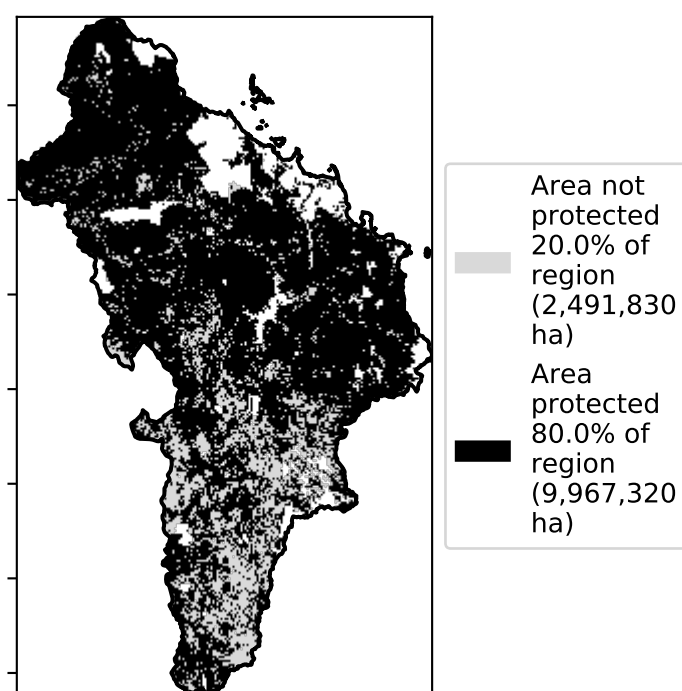 Area not
protected
20.0% of
region
(2,491,830
ha)
Area
protected
80.0% of
region
(9,967,320
ha)